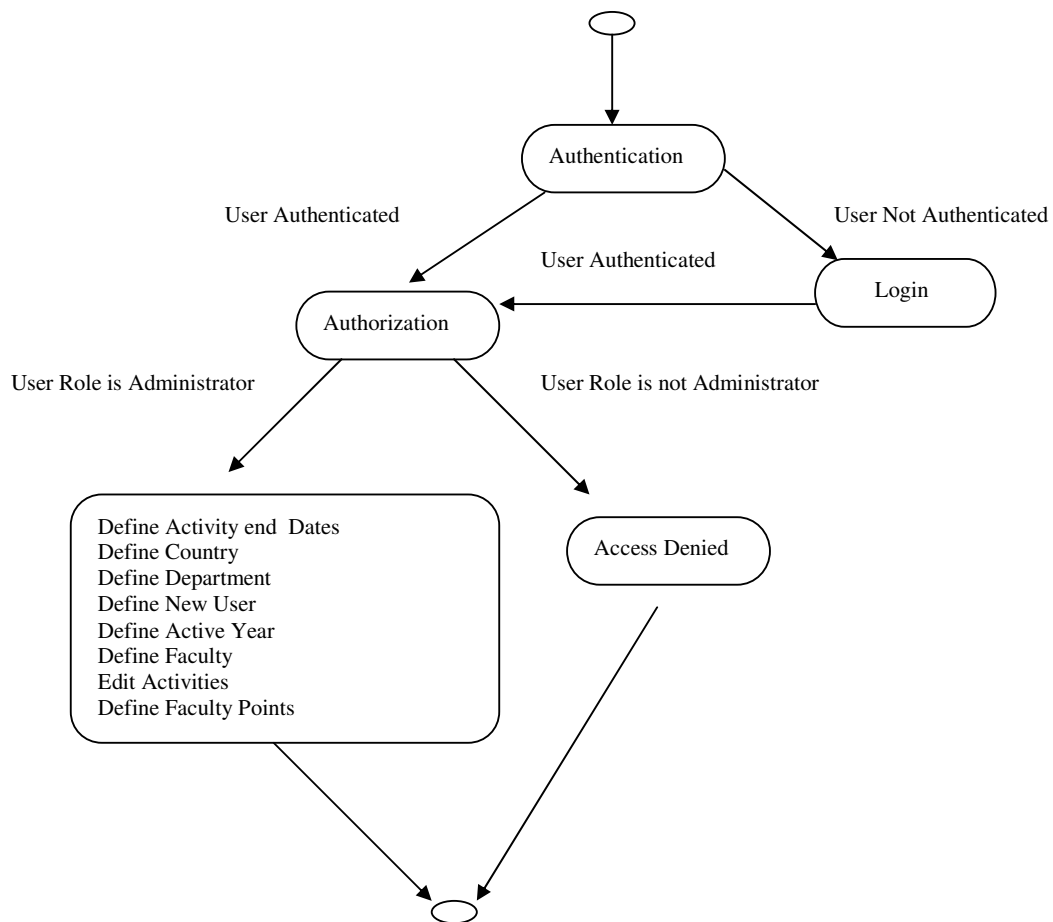 Authentication
User Authenticated
User Not Authenticated
User Authenticated
Login
Authorization
User Role is Administrator
User Role is not Administrator
Define Activity end  Dates
Define Country
Define Department
Define New User
Define Active Year
Define Faculty
Edit Activities
Define Faculty Points
Access Denied